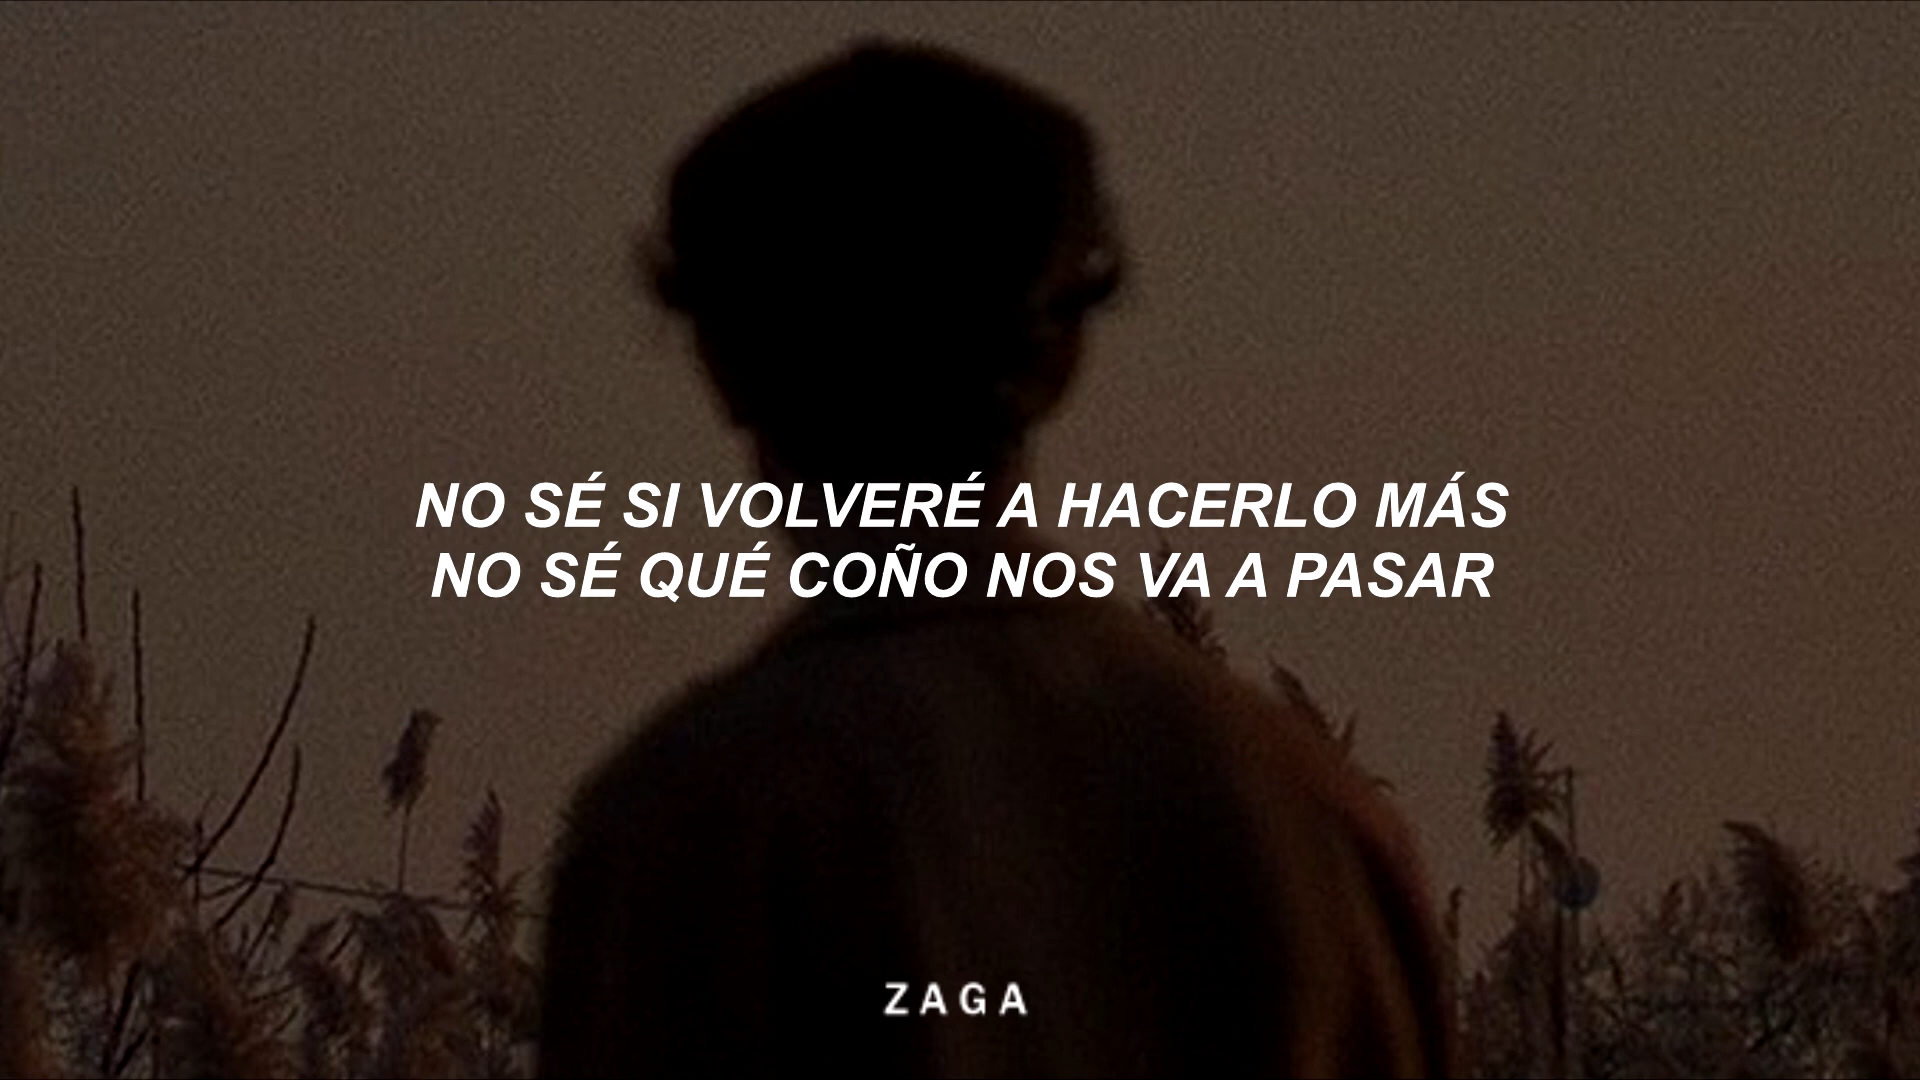 NO SÉ SI VOLVERÉ A HACERLO MÁS
NO SÉ QUÉ COÑO NOS VA A PASAR
ZAGA